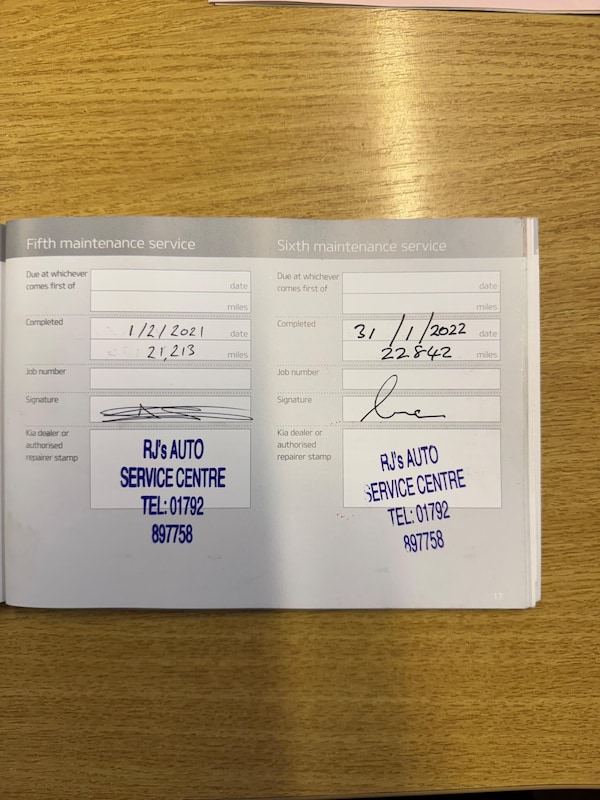 Fifth maintenance service
Due at whichever
comes first of
date
miles
Completed
1/2/2021 date
21,213 miles
Job number
Signature
Kia dealer or
authorised
repairer stamp
RJ's AUTO
SERVICE CENTRE
TEL: 01792
897758
Sixth maintenance service
Due at whichever
comes first of
date
miles
Completed
31/1/2022 date
22842 miles
Job number
Signature
Kia dealer or
authorised
repairer stamp
RJ's AUTO
SERVICE CENTRE
TEL: 01792
897758